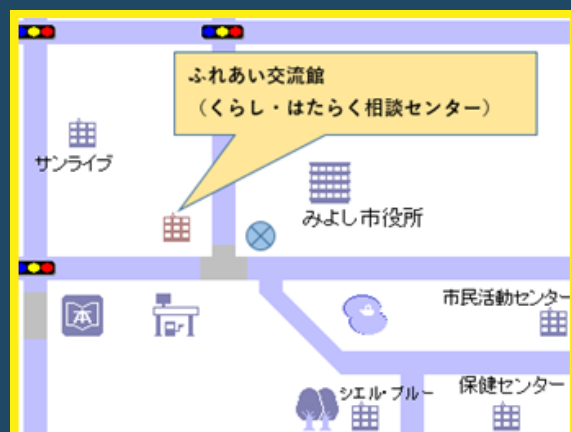 ふれあい交流館
(くらし・はたらく相談センター)
サンライブ
みよし市役所
市民活動センター
シエル・ブルー
保健センター